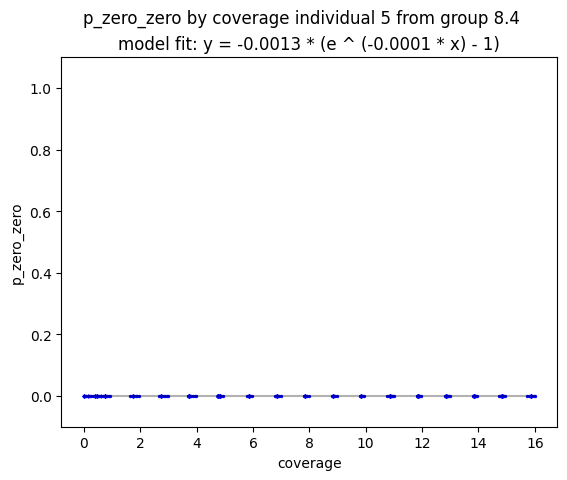 p_zero_zero by coverage individual 5 from group 8.4
model fit: y = -0.0013 * (e ^ (-0.0001 * x) - 1)
1.0
0.8
0.6
0.4
0.2
0.0
p_zero_zero
0 2 4 6 8 10 12 14 16
coverage